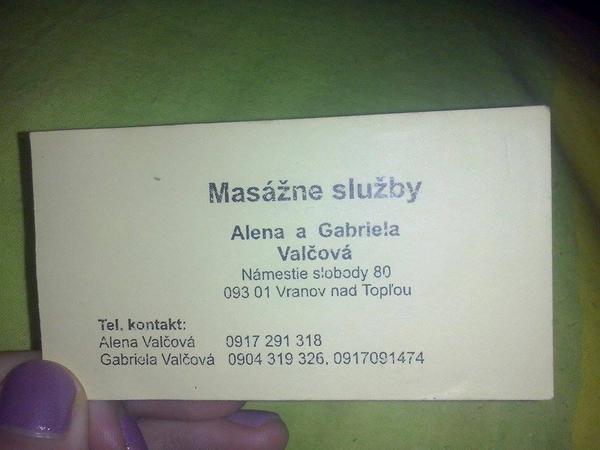 Masážne služby
Alena a Gabriela
Valčová
Námestie slobody 80
093 01 Vranov nad Topľou
Tel. kontakt:
Alena Valčová 0917 291 318
Gabriela Valčová 0904 319 326, 0917091474